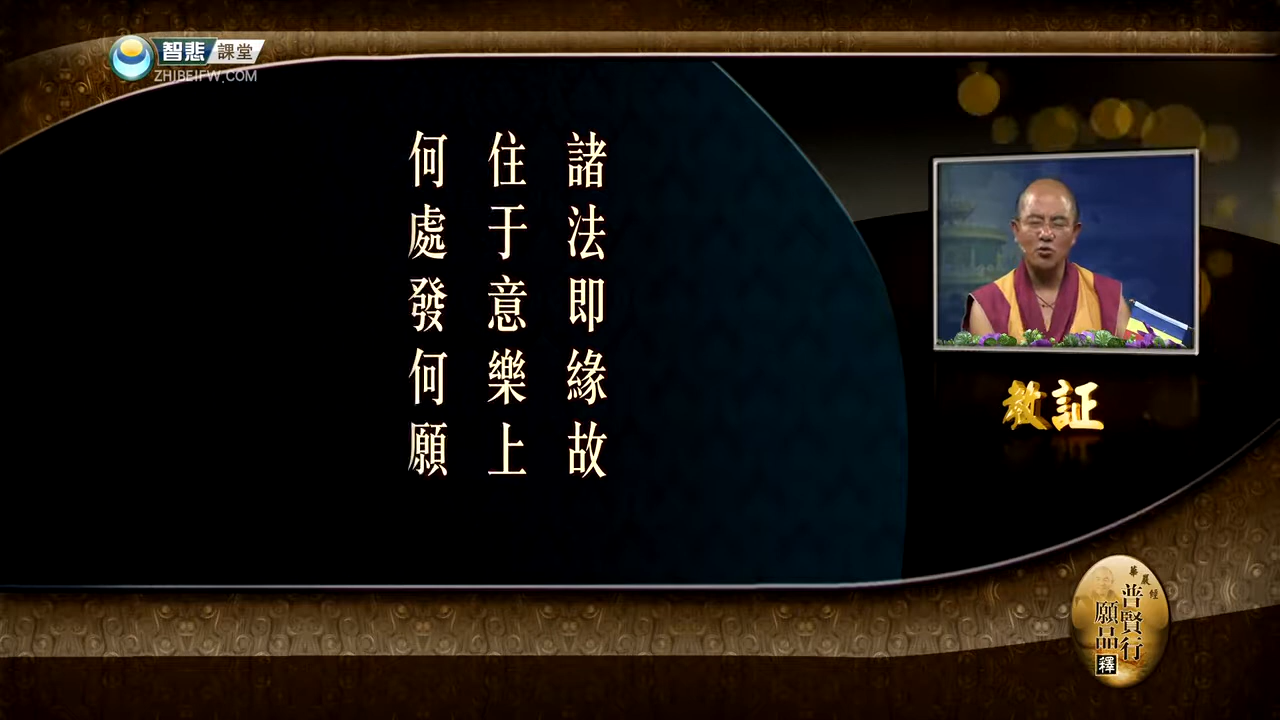 智悲課堂
ZHIBEIFW.COM
諸法即緣故
住于意樂上
何處發何願
教証
華嚴經
普賢行
願品
釋